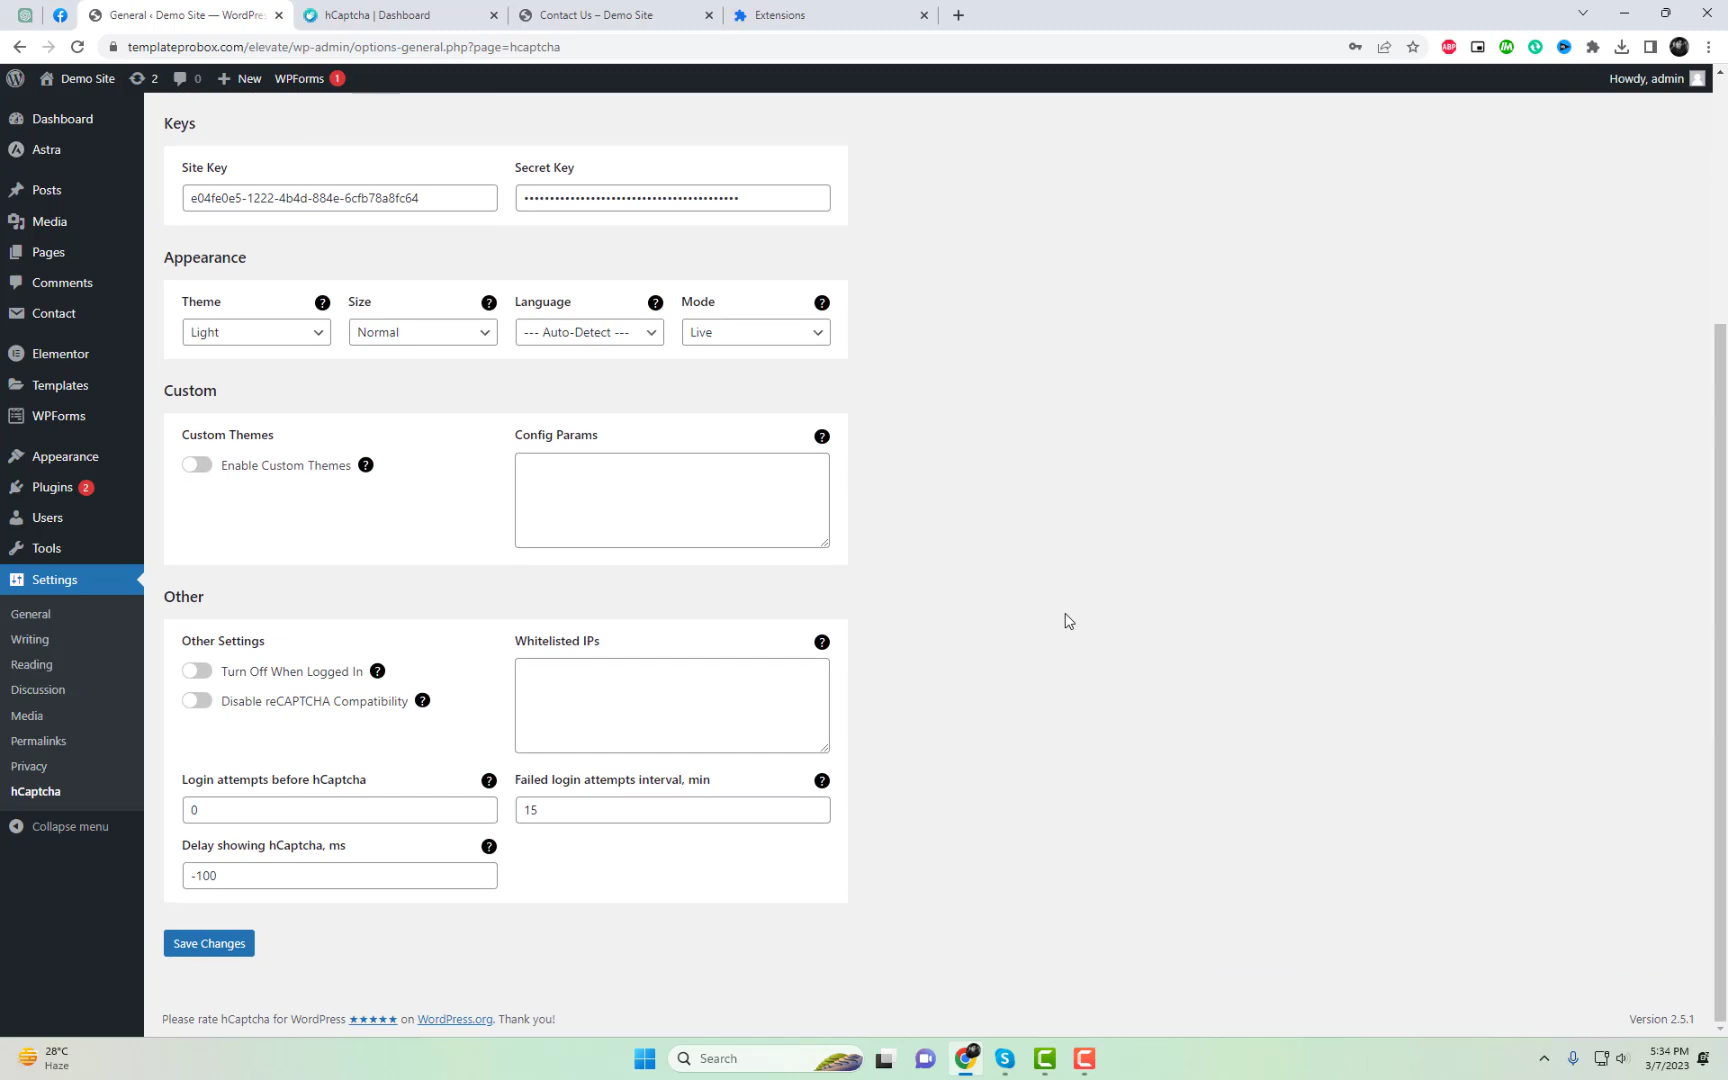 General ‹ Demo Site — WordPre
hCaptcha | Dashboard
Contact Us – Demo Site
Extensions
templateprobox.com/elevate/wp-admin/options-general.php?page=hcaptcha
ABP
Demo Site
2
0
New
WPForms 1
Howdy, admin
Dashboard
Astra
Posts
Media
Pages
Comments
Contact
Elementor
Templates
WPForms
Appearance
Plugins 2
Users
Tools
Settings
General
Writing
Reading
Discussion
Media
Permalinks
Privacy
hCaptcha
Collapse menu
Keys
Site Key
Secret Key
e04fe0e5-1222-4b4d-884e-6cfb78a8fc64
Appearance
Theme ?
Size ?
Language ?
Mode ?
Light
Normal
--- Auto-Detect ---
Live
Custom
Custom Themes
Config Params ?
Enable Custom Themes ?
Other
Other Settings
Whitelisted IPs ?
Turn Off When Logged In ?
Disable reCAPTCHA Compatibility ?
Login attempts before hCaptcha ?
Failed login attempts interval, min ?
0
15
Delay showing hCaptcha, ms ?
-100
Save Changes
Please rate hCaptcha for WordPress ★★★★★ on WordPress.org. Thank you!
Version 2.5.1
28°C
Haze
Search
5:34 PM
3/7/2023